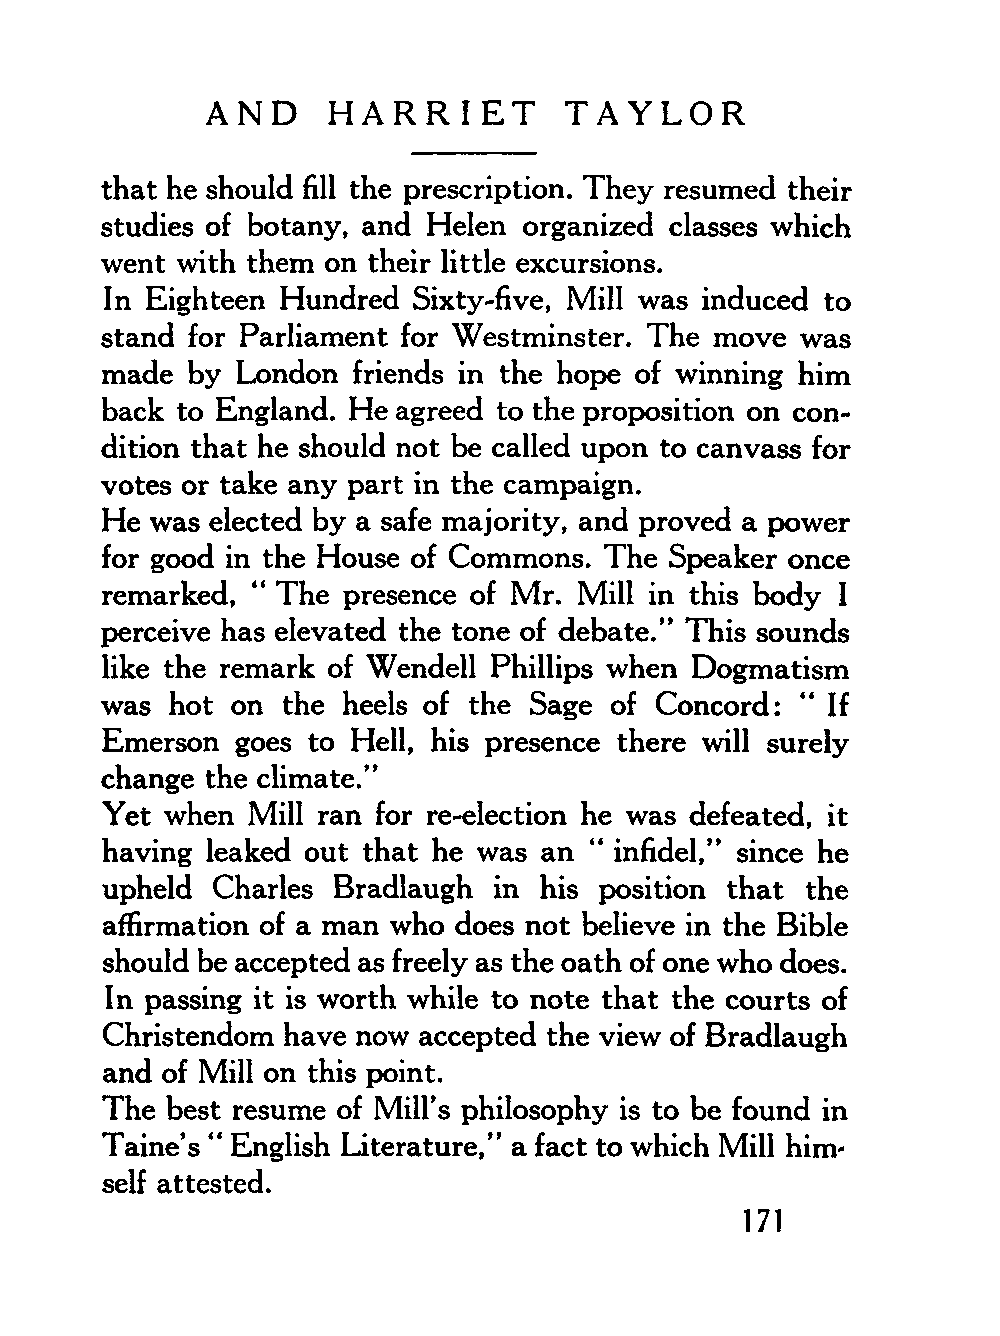 AND HARRIET TAYLOR
that he should fill the prescription. They resumed their
studies of botany, and Helen organized classes which
went with them on their little excursions.
In Eighteen Hundred Sixty-five, Mill was induced to
stand for Parliament for Westminster. The move was
made by London friends in the hope of winning him
back to England. He agreed to the proposition on con-
dition that he should not be called upon to canvass for
votes or take any part in the campaign.
He was elected by a safe majority, and proved a power
for good in the House of Commons. The Speaker once
remarked, " The presence of Mr. Mill in this body I
perceive has elevated the tone of debate." This sounds
like the remark of Wendell Phillips when Dogmatism
was hot on the heels of the Sage of Concord: " If
Emerson goes to Hell, his presence there will surely
change the climate."
Yet when Mill ran for re-election he was defeated, it
having leaked out that he was an " infidel," since he
upheld Charles Bradlaugh in his position that the
affirmation of a man who does not believe in the Bible
should be accepted as freely as the oath of one who does.
In passing it is worth while to note that the courts of
Christendom have now accepted the view of Bradlaugh
and of Mill on this point.
The best resume of Mill's philosophy is to be found in
Taine's " English Literature," a fact to which Mill him-
self attested.
171